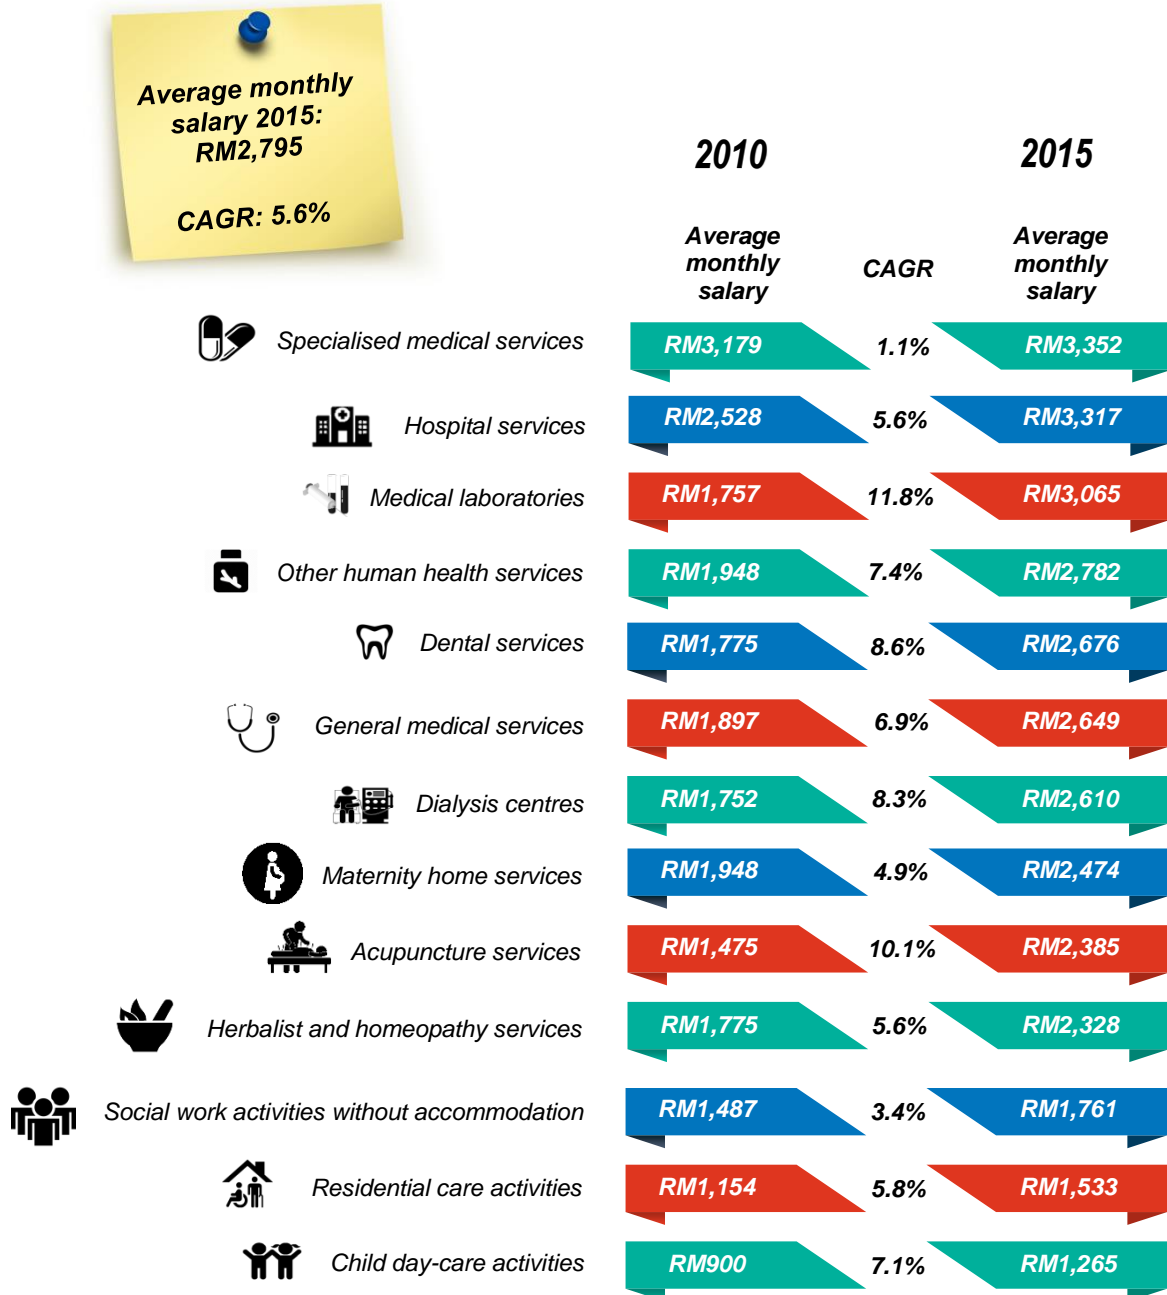 Average monthly
salary 2015:
RM2,795
CAGR: 5.6%
2010
2015
Average
monthly
salary
CAGR
Average
monthly
salary
Specialised medical services RM3,179 1.1% RM3,352
Hospital services RM2,528 5.6% RM3,317
Medical laboratories RM1,757 11.8% RM3,065
Other human health services RM1,948 7.4% RM2,782
Dental services RM1,775 8.6% RM2,676
General medical services RM1,897 6.9% RM2,649
Dialysis centres RM1,752 8.3% RM2,610
Maternity home services RM1,948 4.9% RM2,474
Acupuncture services RM1,475 10.1% RM2,385
Herbalist and homeopathy services RM1,775 5.6% RM2,328
Social work activities without accommodation RM1,487 3.4% RM1,761
Residential care activities RM1,154 5.8% RM1,533
Child day-care activities RM900 7.1% RM1,265